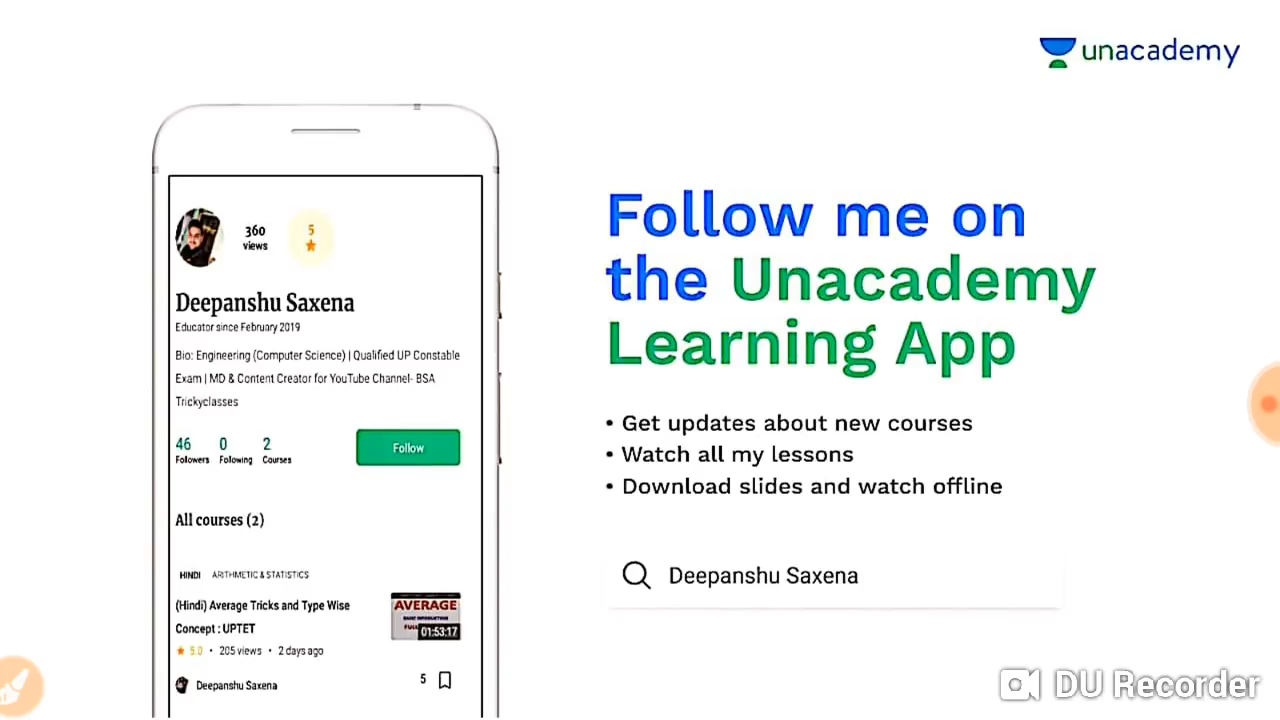 unacademy
360
views
5
Deepanshu Saxena
Educator since February 2019
Bio: Engineering (Computer Science) | Qualified UP Constable
Exam | MD & Content Creator for YouTube Channel- BSA
Trickyclasses
46 0 2
Followers Following Courses
Follow
All courses (2)
HINDI ARITHMETIC & STATISTICS
(Hindi) Average Tricks and Type Wise
Concept : UPTET
AVERAGE
01:53:17
5.0 • 205 views • 2 days ago
Deepanshu Saxena
5
Follow me on
the Unacademy
Learning App
• Get updates about new courses
• Watch all my lessons
• Download slides and watch offline
Deepanshu Saxena
DU Recorder